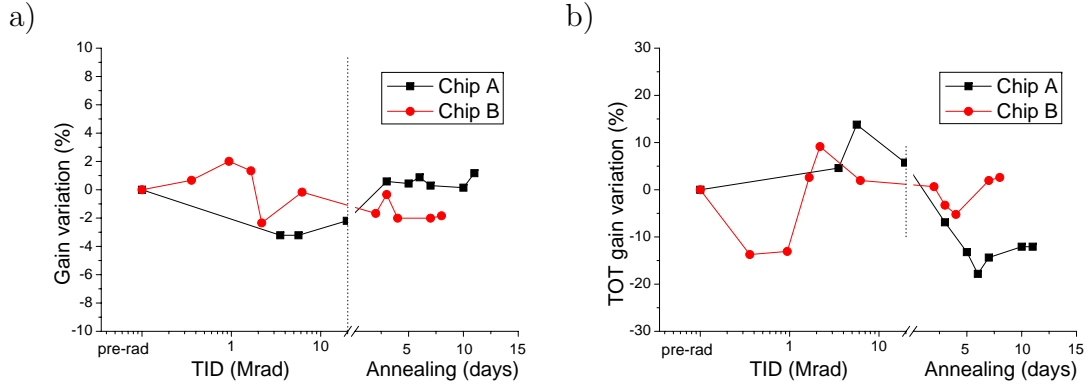 a)
Gain variation (%)
10
8
6
4
2
0
-2
-4
-6
-8
-10
Chip A
Chip B
pre-rad
1
10
5
10
15
TID (Mrad)
Annealing (days)
b)
TOT gain variation (%)
30
20
10
0
-10
-20
-30
Chip A
Chip B
pre-rad
1
10
5
10
15
TID (Mrad)
Annealing (days)